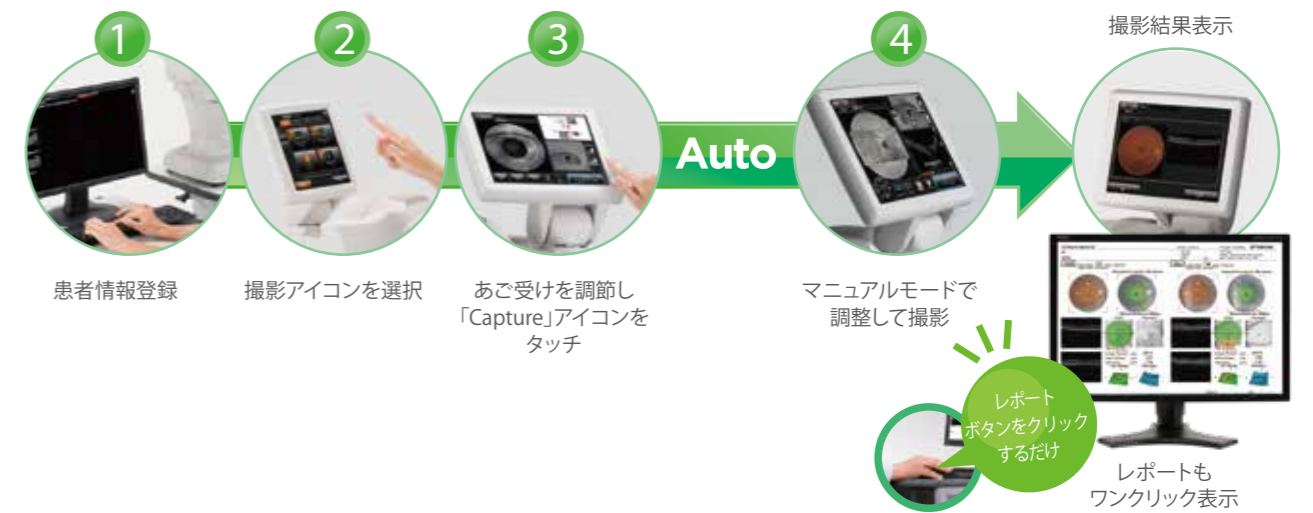 1
2
3
Auto
4
撮影結果表示
患者情報登録
撮影アイコンを選択
あご受けを調節し
「Capture」アイコンを
タッチ
マニュアルモードで
調整して撮影
レポート
ボタンをクリック
するだけ
レポートも
ワンクリック表示